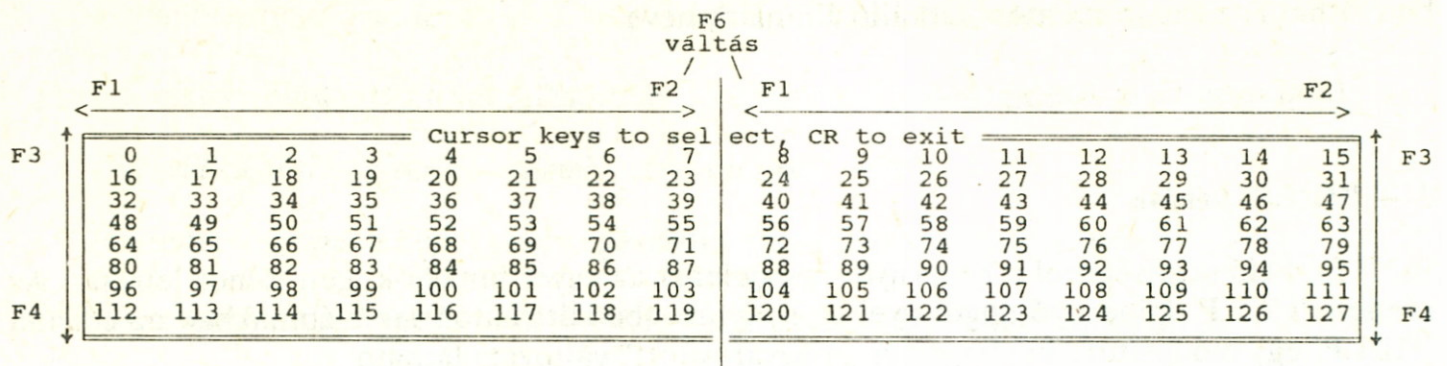 F6
váltás
F1 F2 F1 F2
Cursor keys to select, CR to exit
F3 0 1 2 3 4 5 6 7 8 9 10 11 12 13 14 15 F3
16 17 18 19 20 21 22 23 24 25 26 27 28 29 30 31
32 33 34 35 36 37 38 39 40 41 42 43 44 45 46 47
48 49 50 51 52 53 54 55 56 57 58 59 60 61 62 63
64 65 66 67 68 69 70 71 72 73 74 75 76 77 78 79
80 81 82 83 84 85 86 87 88 89 90 91 92 93 94 95
96 97 98 99 100 101 102 103 104 105 106 107 108 109 110 111
F4 112 113 114 115 116 117 118 119 120 121 122 123 124 125 126 127 F4